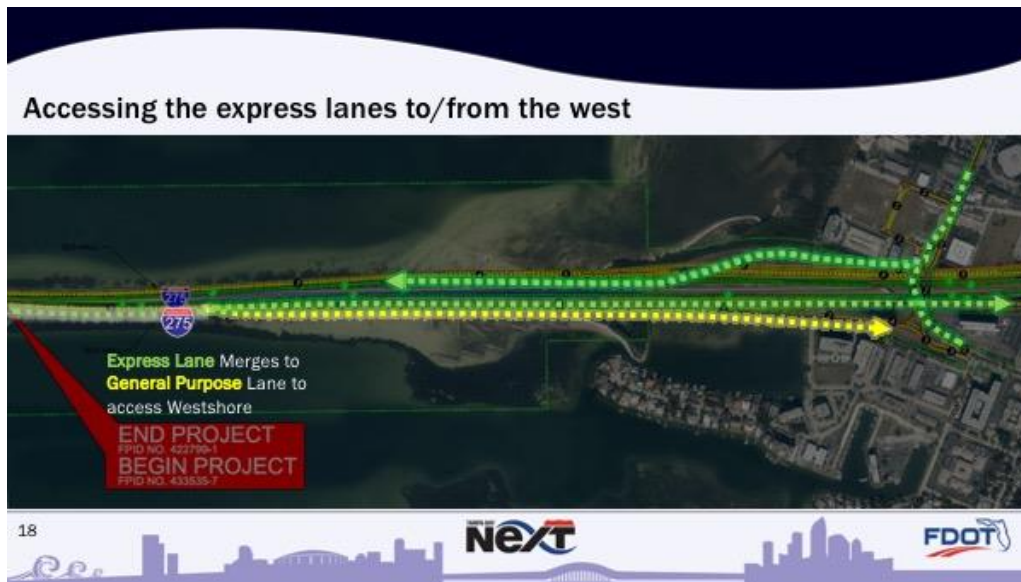 Accessing the express lanes to/from the west
275
275
Express Lane Merges to
General Purpose Lane to
access Westshore
END PROJECT
FPID NO. 422799-1
BEGIN PROJECT
FPID NO. 433535-7
18
NeXT
FDOT